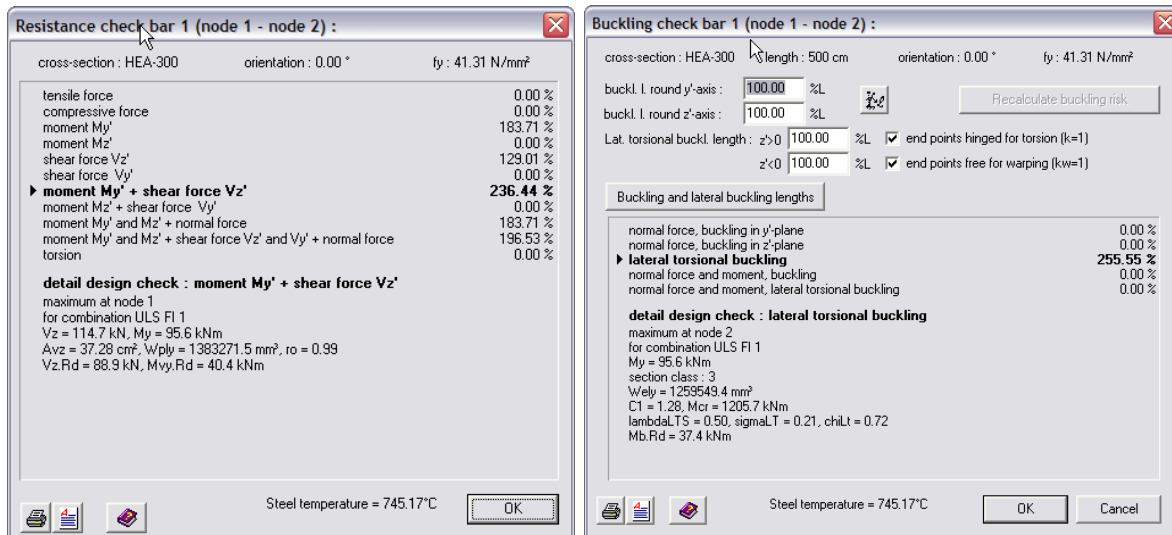 Resistance check bar 1 (node 1 - node 2) :
cross-section : HEA-300 orientation : 0.00 ° fy : 41.31 N/mm²
tensile force 0.00 %
compressive force 0.00 %
moment My' 183.71 %
moment Mz' 0.00 %
shear force Vz' 129.01 %
shear force Vy' 0.00 %
moment My' + shear force Vz' 236.44 %
moment Mz' + shear force Vy' 0.00 %
moment My' and Mz' + normal force 183.71 %
moment My' and Mz' + shear force Vz' and Vy' + normal force 196.53 %
torsion 0.00 %
detail design check : moment My' + shear force Vz'
maximum at node 1
for combination ULS FI 1
Vz = 114.7 kN, My = 95.6 kNm
Avz = 37.28 cm², Wply = 1383271.5 mm³, ro = 0.99
Vz.Rd = 88.9 kN, Mvy.Rd = 40.4 kNm
Steel temperature = 745.17°C
OK
Buckling check bar 1 (node 1 - node 2) :
cross-section : HEA-300 length : 500 cm orientation : 0.00 ° fy : 41.31 N/mm²
buckl. l. round y'-axis : 100.00 %L
Recalculate buckling risk
buckl. l. round z'-axis : 100.00 %L
Lat. torsional buckl. length : z'>0 100.00 %L end points hinged for torsion (k=1)
z'<0 100.00 %L end points free for warping (kw=1)
Buckling and lateral buckling lengths
normal force, buckling in y'-plane 0.00 %
normal force, buckling in z'-plane 0.00 %
lateral torsional buckling 255.55 %
normal force and moment, buckling 0.00 %
normal force and moment, lateral torsional buckling 0.00 %
detail design check : lateral torsional buckling
maximum at node 2
for combination ULS FI 1
My = 95.6 kNm
section class : 3
Wely = 1259549.4 mm³
C1 = 1.28, Mcr = 1205.7 kNm
lambdaLTS = 0.50, sigmaLT = 0.21, chiLt = 0.72
Mb.Rd = 37.4 kNm
Steel temperature = 745.17°C
OK
Cancel